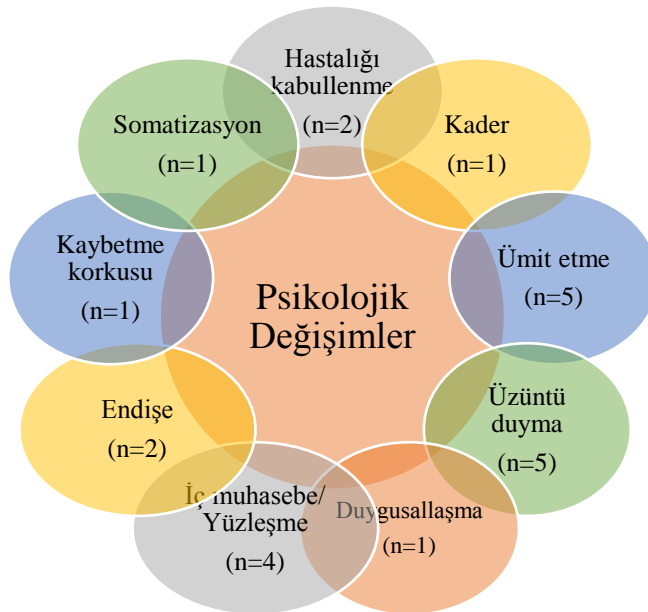 Hastalığı
kabullenme
(n=2)
Kader
(n=1)
Ümit etme
(n=5)
Üzüntü
duyma
(n=5)
Duygusallaşma
(n=1)
İç muhasebe/
Yüzleşme
(n=4)
Endişe
(n=2)
Kaybetme
korkusu
(n=1)
Somatizasyon
(n=1)
Psikolojik
Değişimler